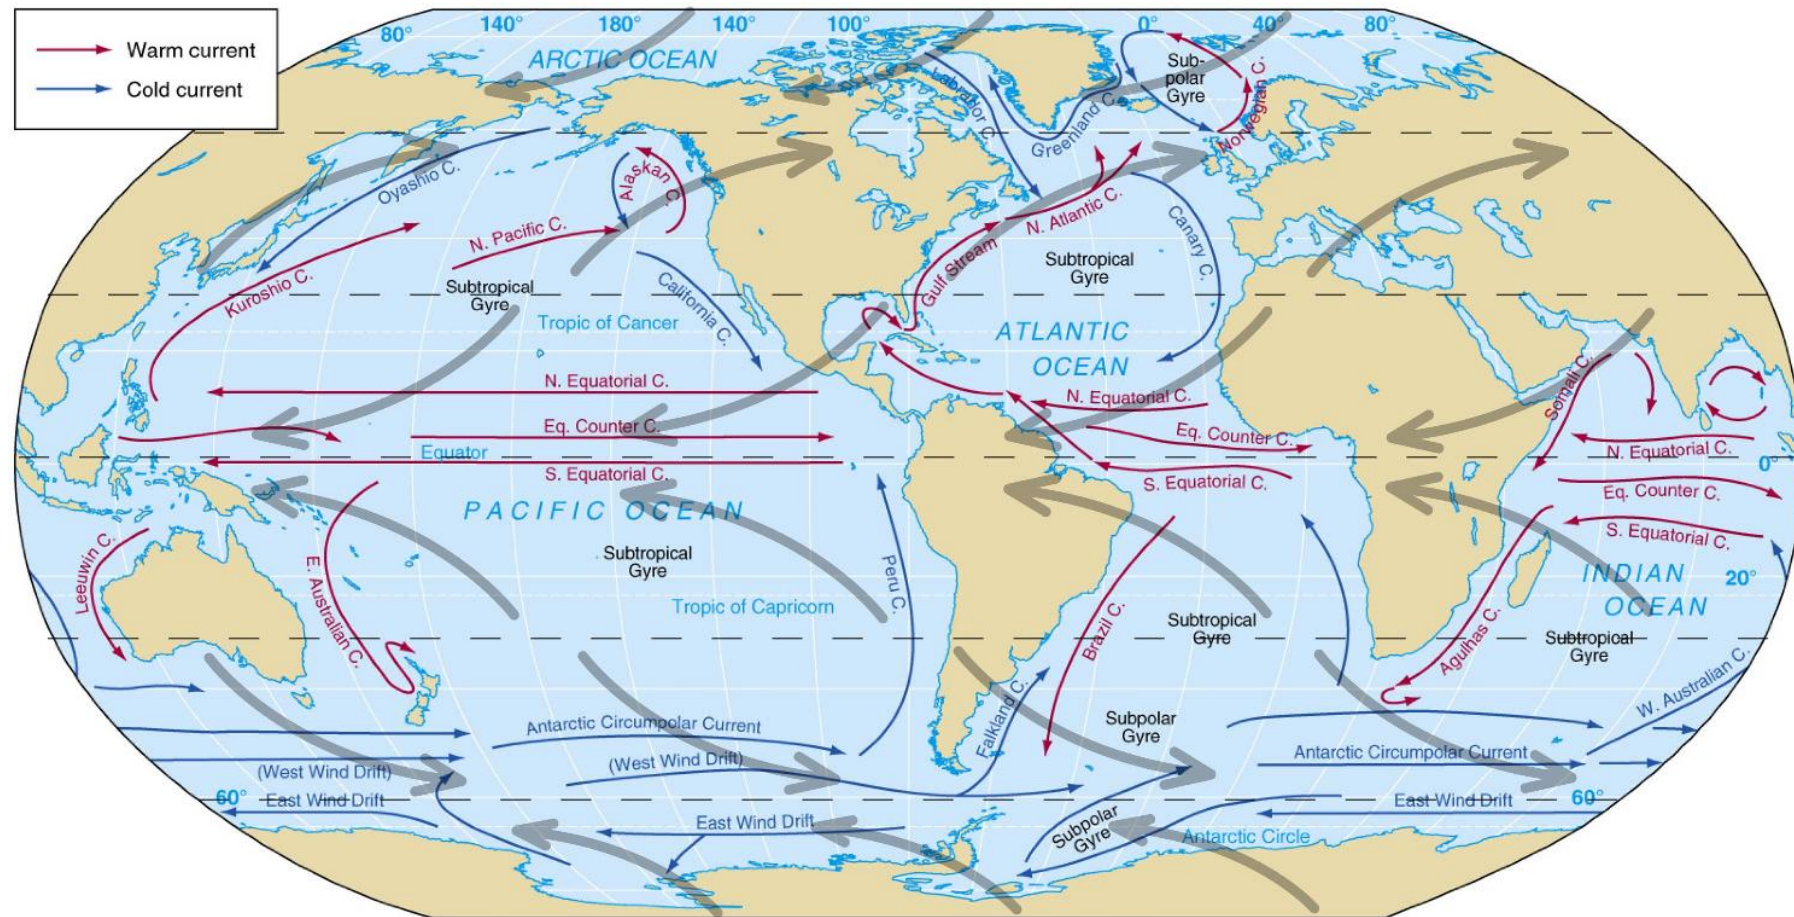 Warm current
Cold current
80°
140°
180°
140°
100°
0°
40°
80°
ARCTIC OCEAN
Labrador C.
Greenland C.
Sub-
polar
Gyre
Norwegian C.
Oyashio C.
Alaskan C.
N. Pacific C.
Kuroshio C.
Subtropical
Gyre
California C.
Tropic of Cancer
Gulf Stream
N. Atlantic C.
Canary C.
Subtropical
Gyre
ATLANTIC
OCEAN
N. Equatorial C.
N. Equatorial C.
Somali C.
Eq. Counter C.
Eq. Counter C.
N. Equatorial C.
Equator
0°
S. Equatorial C.
S. Equatorial C.
Eq. Counter C.
PACIFIC OCEAN
S. Equatorial C.
Leeuwin C.
E. Australian C.
Subtropical
Gyre
Peru C.
INDIAN
OCEAN
20°
Tropic of Capricorn
Brazil C.
Subtropical
Gyre
Agulhas C.
Subtropical
Gyre
W. Australian C.
Falkland C.
Subpolar
Gyre
Antarctic Circumpolar Current
(West Wind Drift)
(West Wind Drift)
Antarctic Circumpolar Current
60°
East Wind Drift
East Wind Drift
60°
East Wind Drift
Subpolar
Gyre
Antarctic Circle